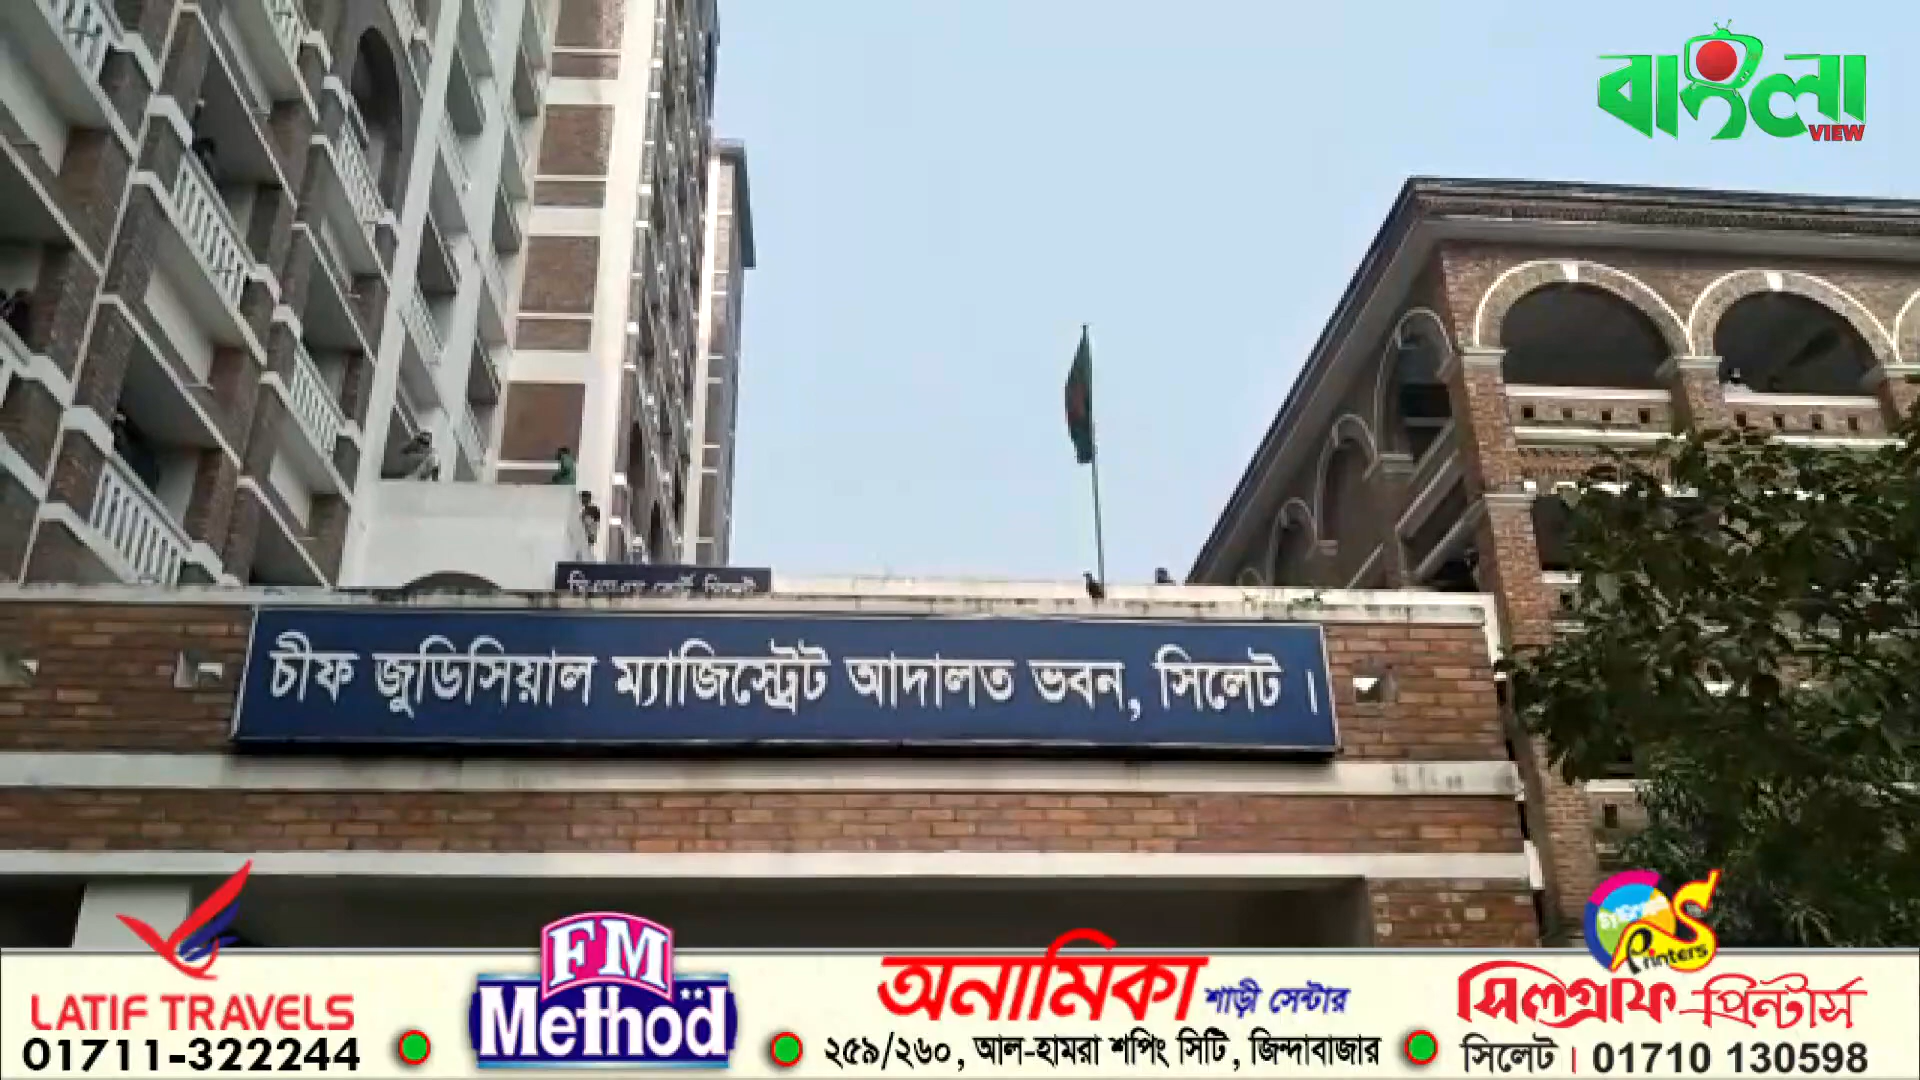 বাংলা
VIEW
সিলেট
চীফ জুডিসিয়াল ম্যাজিস্ট্রেট আদালত ভবন, সিলেট ।
LATIF TRAVELS
01711-322244
FM
Method
অনামিকা শাড়ী সেন্টার
২৫৯/২৬০, আল-হামরা শপিং সিটি, জিন্দাবাজার
Printers
সিলগ্রাফ প্রিন্টার্স
সিলেট । 01710 130598